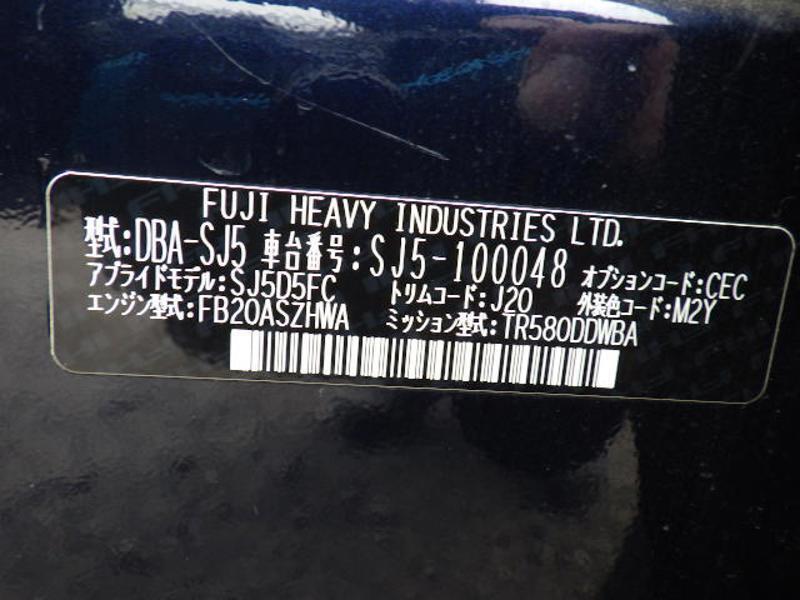 FUJI HEAVY INDUSTRIES LTD.
型式:DBA-SJ5 車台番号:SJ5-100048 オプションコード:CEC
アプライドモデル:SJ5D5FC トリムコード:J20 外装色コード:M2Y
エンジン型式:FB20ASZHWA ミッション型式:TR580DDWBA